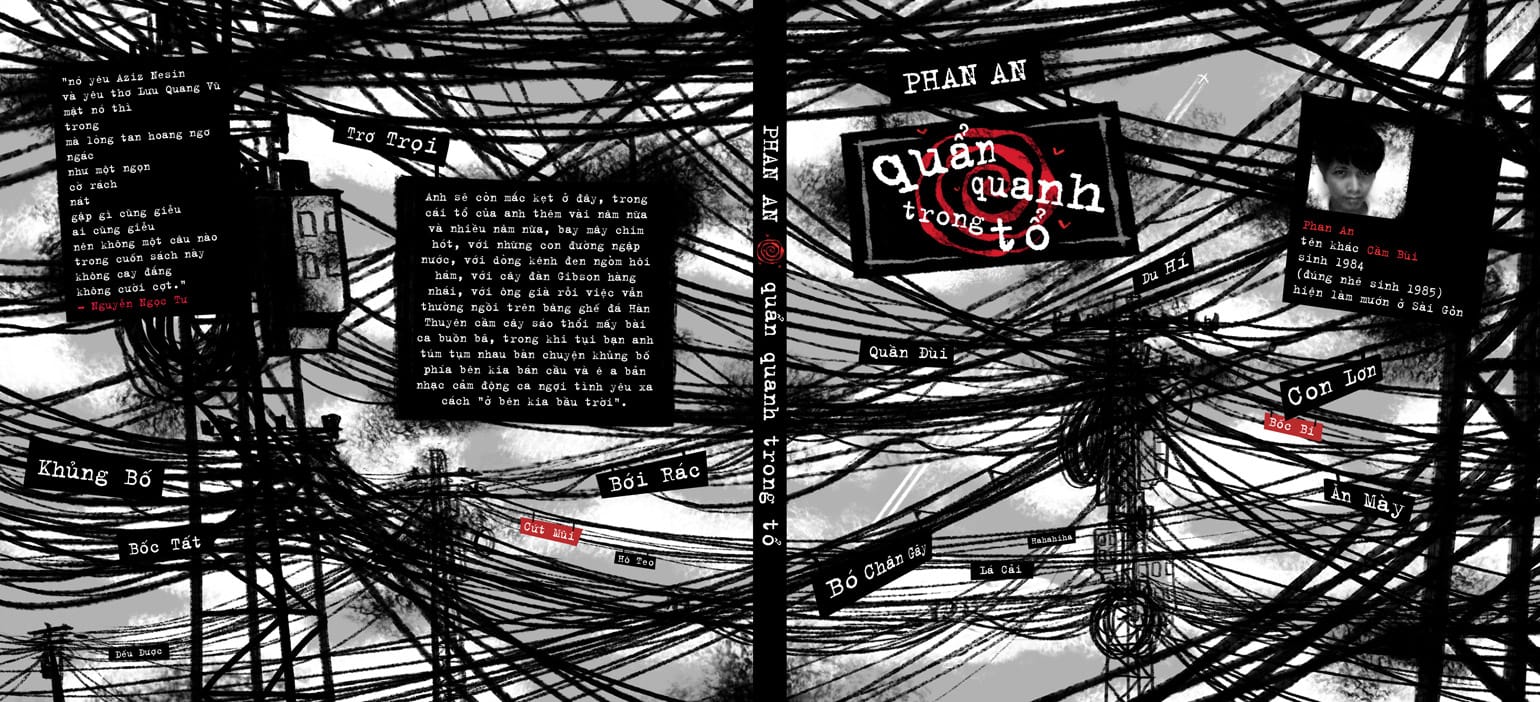 "nó yêu Aziz Nesin
và yêu thơ Lưu Quang Vũ
mặt nó thì
trong
mà lòng tan hoang ngơ
ngác
như một ngọn
cờ rách
nát
gặp gì cũng giễu
ai cũng giễu
nên không một câu nào
trong cuốn sách này
không cay đắng
không cười cợt."
- Nguyễn Ngọc Tư
Trơ Trọi
Anh sẽ còn mắc kẹt ở đây, trong
cái tổ của anh thêm vài năm nữa
và nhiều năm nữa, bay máy chim
hót, với những con đường ngập
nước, với dòng kênh đen ngòm hôi
hám, với cây đàn Gibson hàng
nhái, với ông già rỗi việc vẫn
thường ngồi trên băng ghế đá Hàn
Thuyên cầm cây sáo thổi mấy bài
ca buồn bã, trong khi tụi bạn anh
túm tụm nhau bàn chuyện khủng bố
phía bên kia bán cầu và ê a bản
nhạc cảm động ca ngợi tình yêu xa
cách "ở bên kia bầu trời".
Khủng Bố
Bốc Tất
Bới Rác
Cứt Mũi
Hô Teo
Đếu Được
PHAN AN quẩn quanh trong tổ
PHAN AN
quẩn
quanh
trong tổ
Du Hí
Quần Đùi
Phan An
tên khác Cầm Bùi
sinh 1984
(đúng nhẽ sinh 1985)
hiện làm mướn ở Sài Gòn
Con Lợn
Bốc Bi
Ăn Mày
Bó Chân Gầy
Hahahiha
Lá Cải